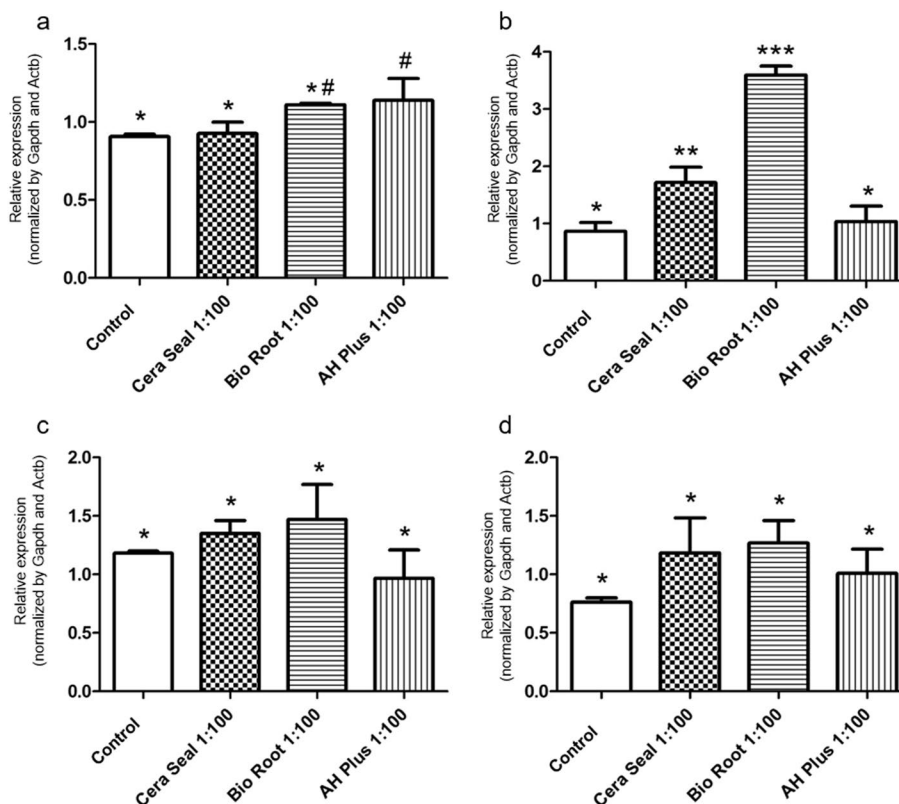 a
Relative expression
(normalized by Gapdh and Actb)
1.5
1.0
0.5
0.0
*
*
*#
#
Control
Cera Seal 1:100
Bio Root 1:100
AH Plus 1:100
b
Relative expression
(normalized by Gapdh and Actb)
4
3
2
1
0
*
**
***
*
Control
Cera Seal 1:100
Bio Root 1:100
AH Plus 1:100
c
Relative expression
(normalized by Gapdh and Actb)
2.0
1.5
1.0
0.5
0.0
*
*
*
*
Control
Cera Seal 1:100
Bio Root 1:100
AH Plus 1:100
d
Relative expression
(normalized by Gapdh and Actb)
2.0
1.5
1.0
0.5
0.0
*
*
*
*
Control
Cera Seal 1:100
Bio Root 1:100
AH Plus 1:100